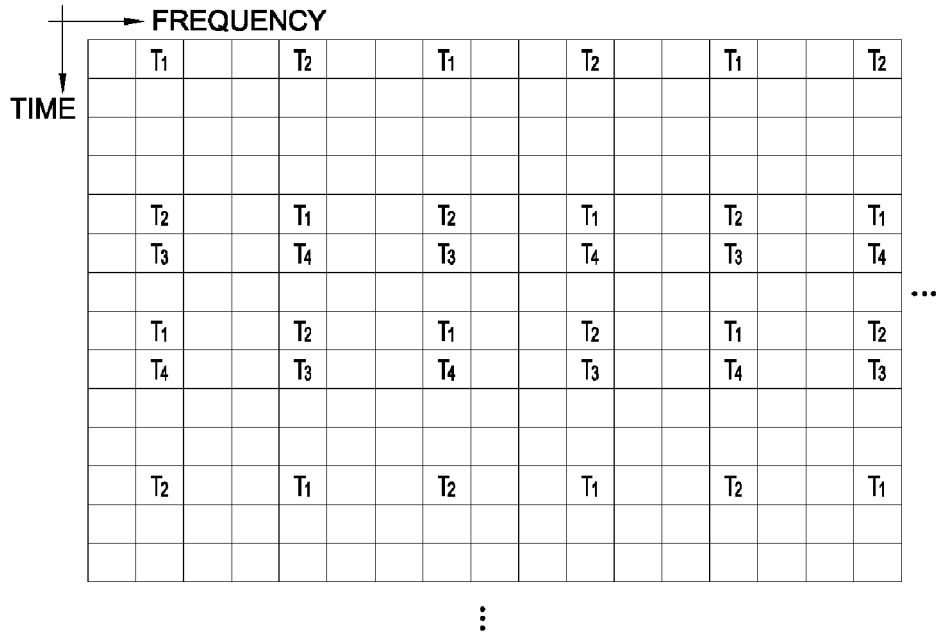 FREQUENCY
T1 T2 T1 T2 T1 T2
TIME
T2 T1 T2 T1 T2 T1
T3 T4 T3 T4 T3 T4
...
T1 T2 T1 T2 T1 T2
T4 T3 T4 T3 T4 T3
T2 T1 T2 T1 T2 T1
⋮